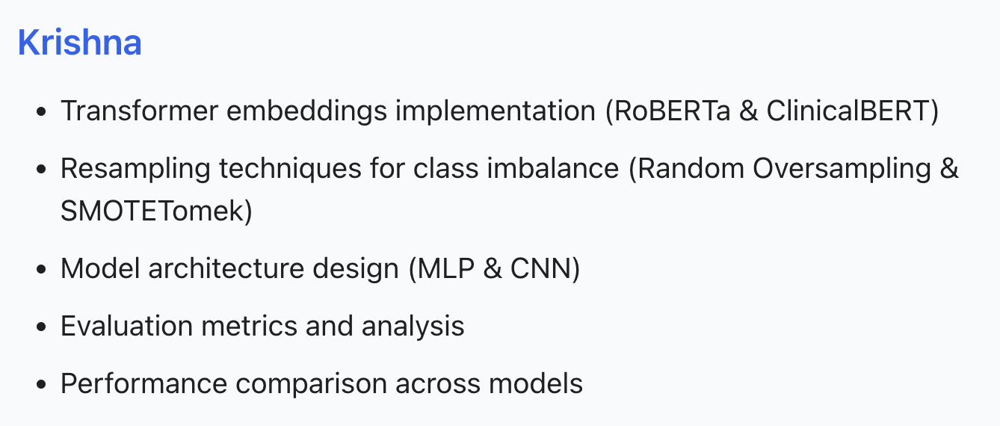 Krishna
• Transformer embeddings implementation (RoBERTa & ClinicalBERT)
• Resampling techniques for class imbalance (Random Oversampling &
SMOTETomek)
• Model architecture design (MLP & CNN)
• Evaluation metrics and analysis
• Performance comparison across models